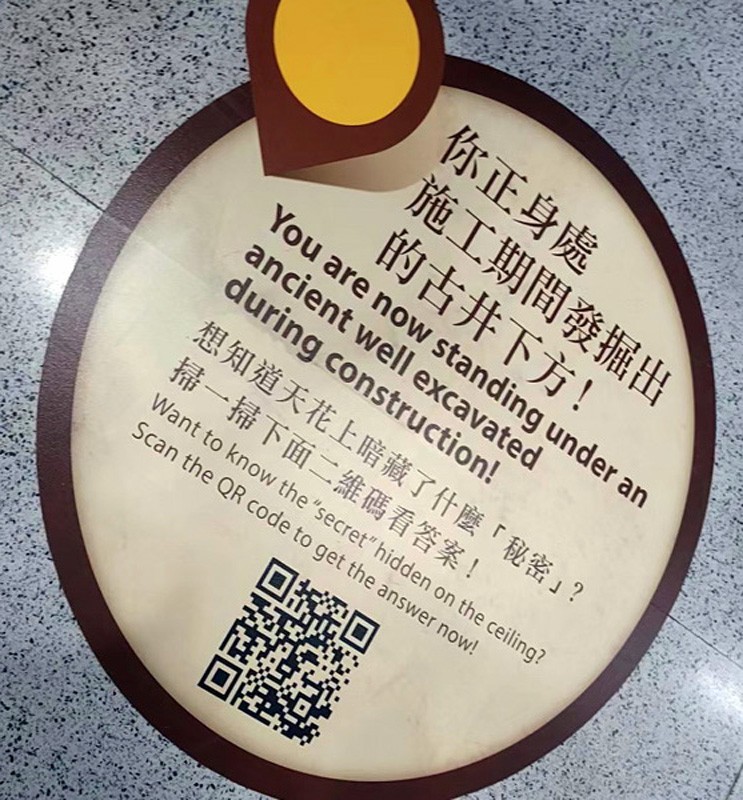 你正身處
施工期間發掘出
的古井下方！
You are now standing under an
ancient well excavated
during construction!
想知道天花上暗藏了什麼「秘密」？
掃一掃下面二維碼看答案！
Want to know the “secret” hidden on the ceiling?
Scan the QR code to get the answer now!